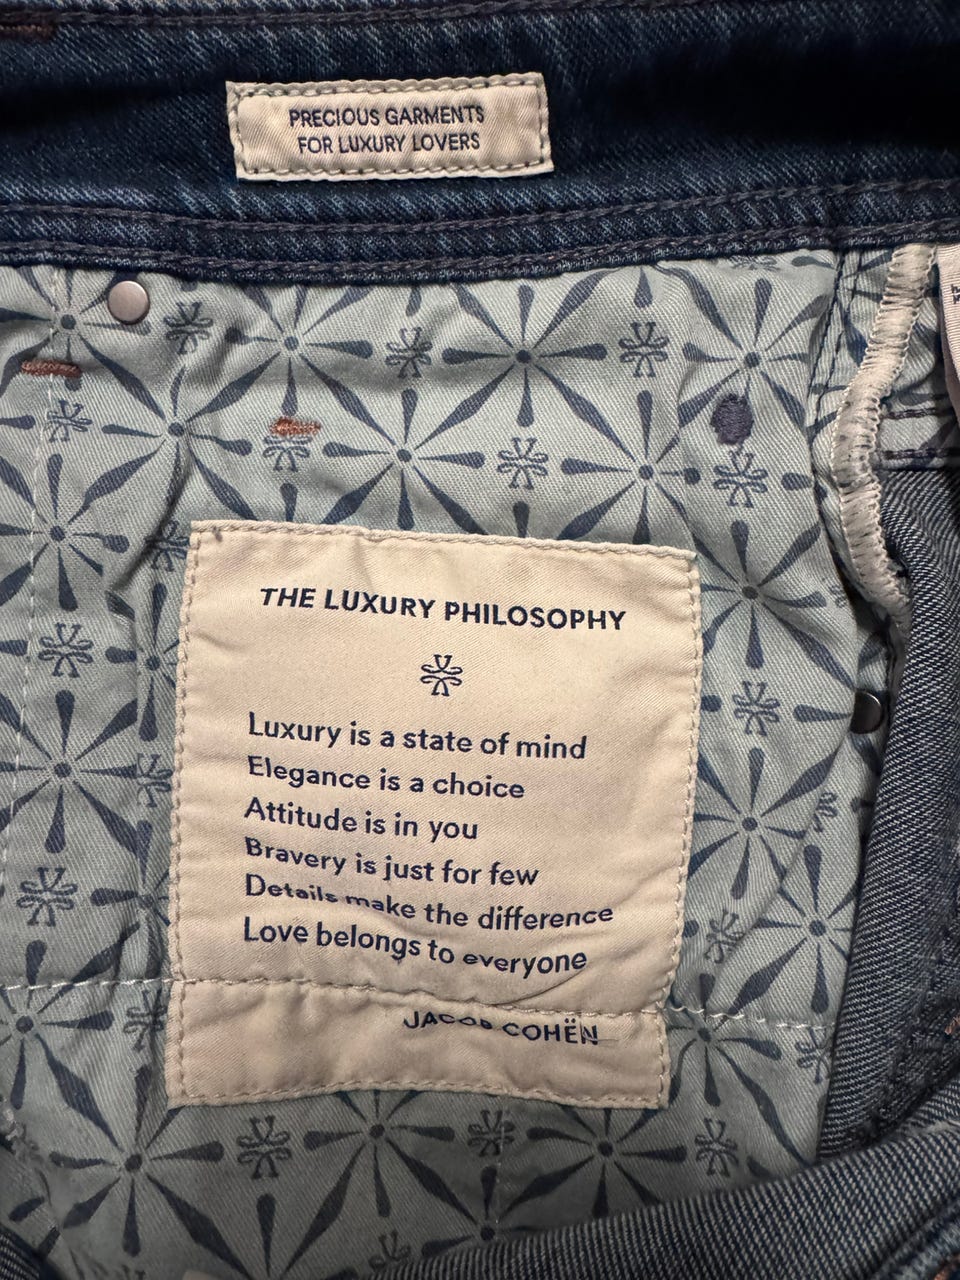 PRECIOUS GARMENTS
FOR LUXURY LOVERS
THE LUXURY PHILOSOPHY
Luxury is a state of mind
Elegance is a choice
Attitude is in you
Bravery is just for few
Details make the difference
Love belongs to everyone
JACOB COHËN